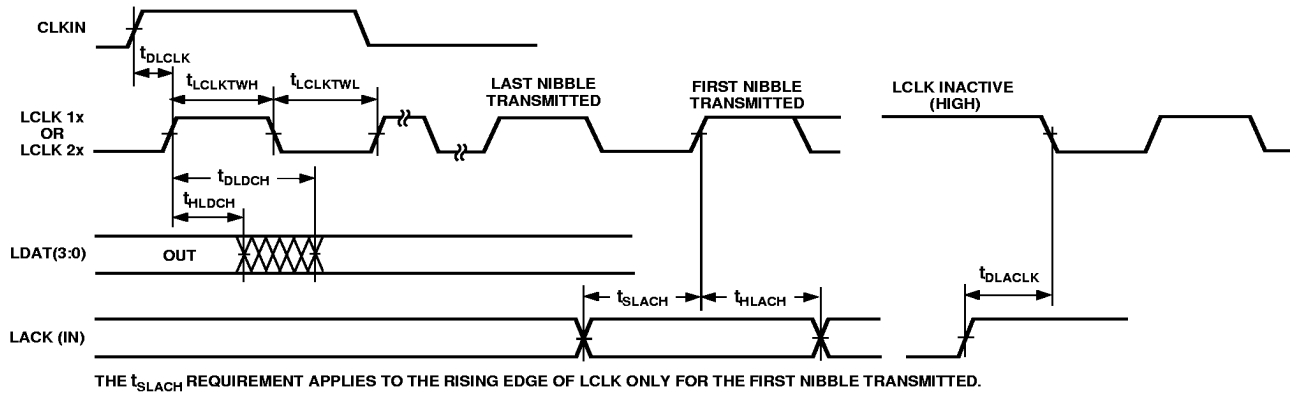 CLKIN
tDLCLK
tLCLKTWH
tLCLKTWL
LAST NIBBLE
TRANSMITTED
FIRST NIBBLE
TRANSMITTED
LCLK INACTIVE
(HIGH)
LCLK 1x
OR
LCLK 2x
tDLDCH
tHLDCH
LDAT(3:0)
OUT
tSLACH
tHLACH
tDLACLK
LACK (IN)
THE tSLACH REQUIREMENT APPLIES TO THE RISING EDGE OF LCLK ONLY FOR THE FIRST NIBBLE TRANSMITTED.